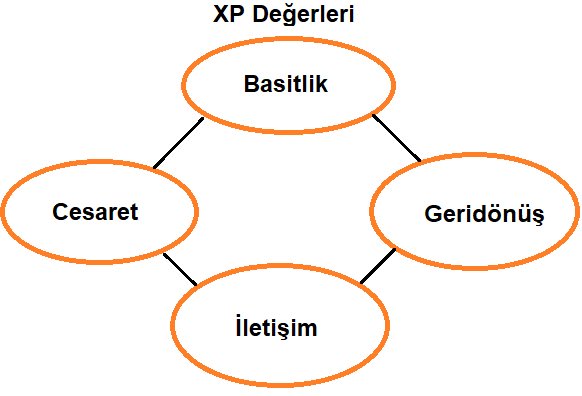 XP Değerleri
Basitlik
Cesaret
Geridönüş
İletişim